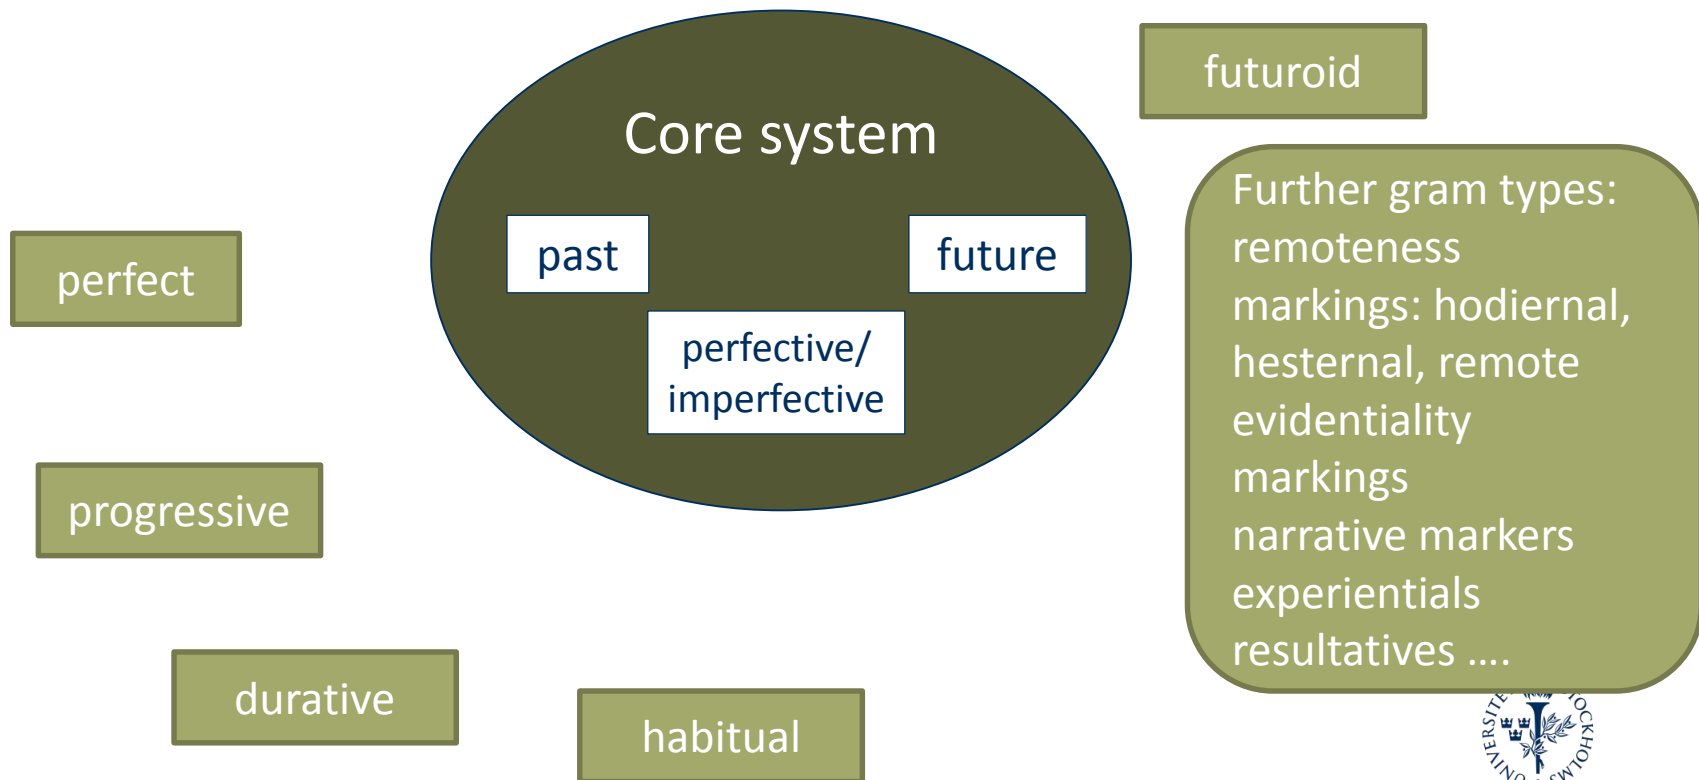 futuroid
Core system
Further gram types:
remoteness
markings: hodiernal,
hesternal, remote
evidentiality
markings
narrative markers
experientials
resultatives ....
past
future
perfect
perfective/
imperfective
progressive
durative
habitual